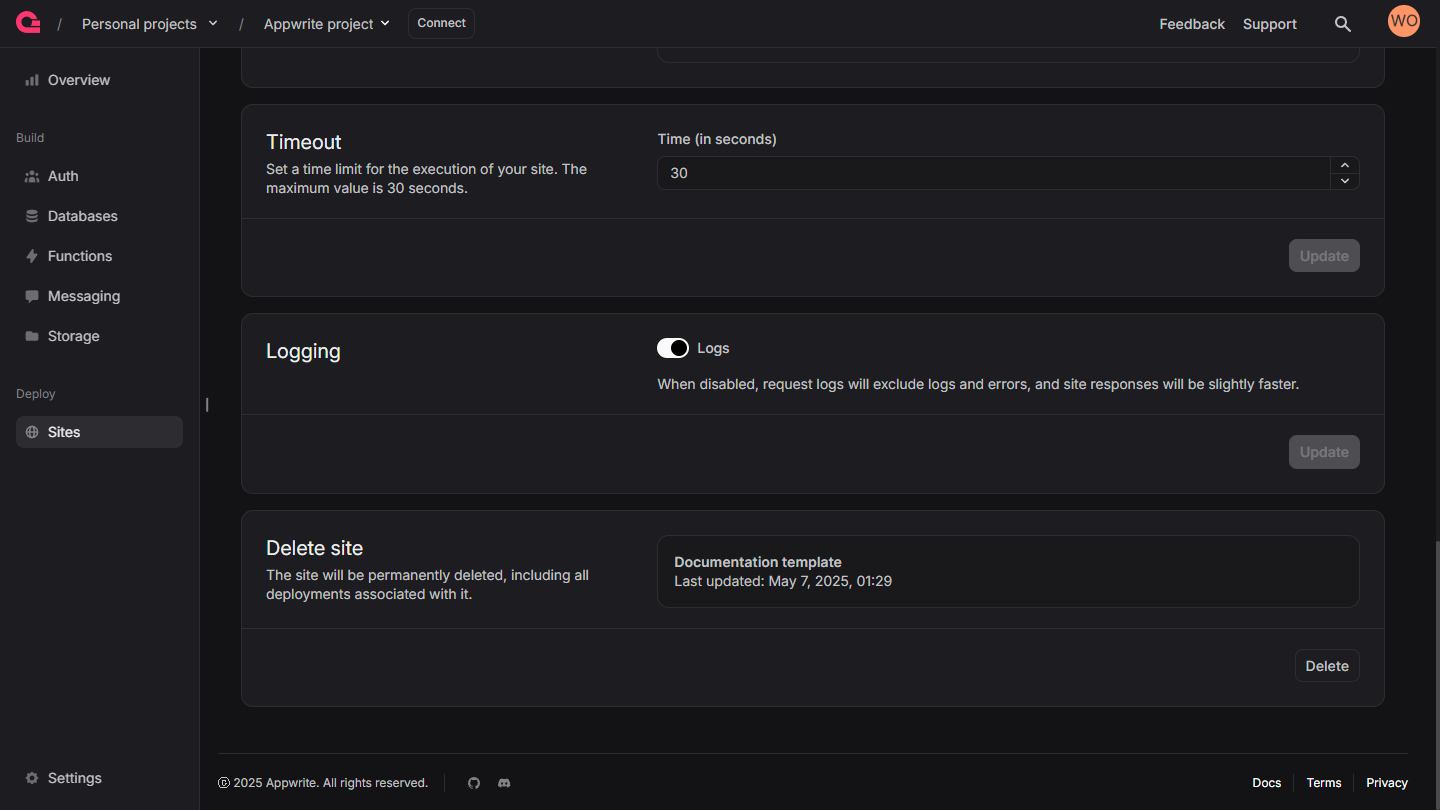 / Personal projects / Appwrite project Connect Feedback Support WO
Overview
Build
Auth
Databases
Functions
Messaging
Storage
Deploy
Sites
Settings
Timeout
Set a time limit for the execution of your site. The
maximum value is 30 seconds.
Time (in seconds)
30
Update
Logging
Logs
When disabled, request logs will exclude logs and errors, and site responses will be slightly faster.
Update
Delete site
The site will be permanently deleted, including all
deployments associated with it.
Documentation template
Last updated: May 7, 2025, 01:29
Delete
© 2025 Appwrite. All rights reserved. Docs Terms Privacy